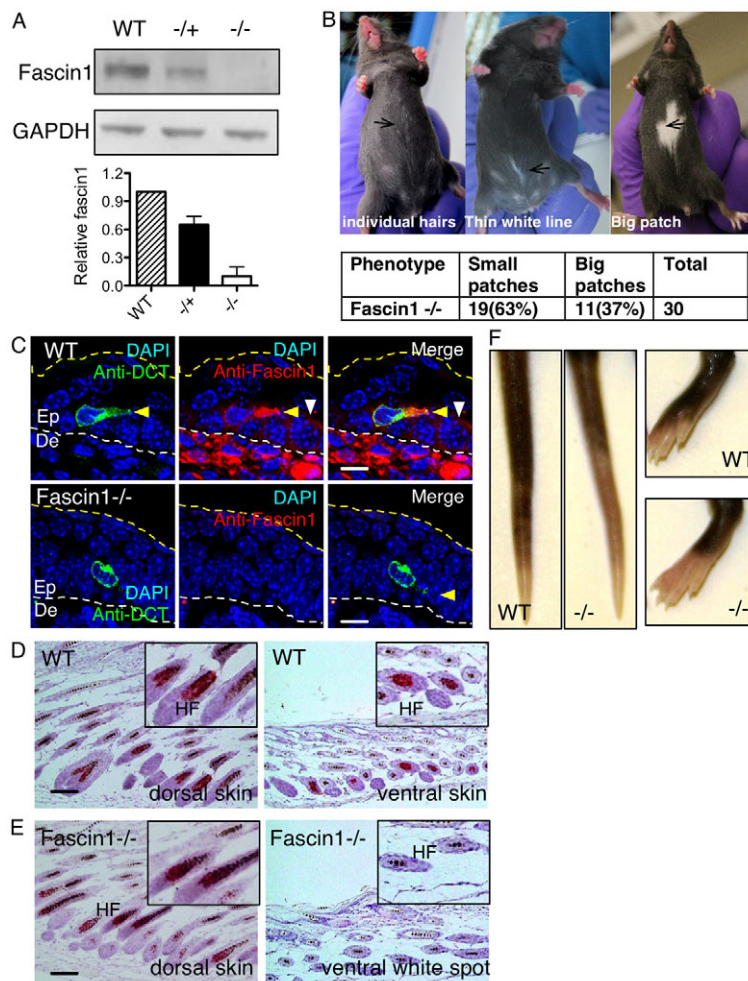 A
WT -/+ -/-
Fascin1
GAPDH
Relative fascin1
1.2
0.9
0.6
0.3
0.0
WT -/+ -/-
B
individual hairs Thin white line Big patch
Phenotype Small patches Big patches Total
Fascin1 -/- 19(63%) 11(37%) 30
C
WT DAPI Anti-DCT Ep De
DAPI Anti-Fascin1
Merge
Fascin1-/- DAPI Anti-DCT Ep De
DAPI Anti-Fascin1
Merge
D
WT HF dorsal skin
WT HF ventral skin
E
Fascin1-/- HF dorsal skin
Fascin1-/- HF ventral white spot
F
WT -/- WT
-/-